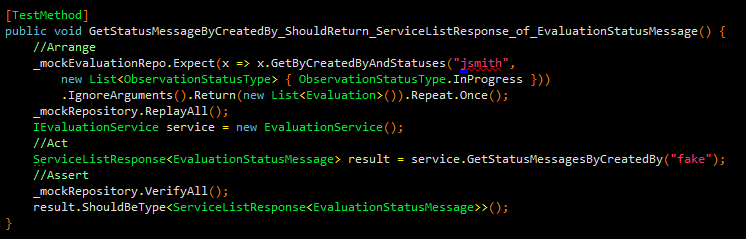 [TestMethod]
public void GetStatusMessageByCreatedBy_ShouldReturn_ServiceListResponse_of_EvaluationStatusMessage() {
    //Arrange
    _mockEvaluationRepo.Expect(x => x.GetByCreatedByAndStatuses("jsmith",
        new List<ObservationStatusType> { ObservationStatusType.InProgress }))
        .IgnoreArguments().Return(new List<Evaluation>()).Repeat.Once();
    _mockRepository.ReplayAll();
    IEvaluationService service = new EvaluationService();
    //Act
    ServiceListResponse<EvaluationStatusMessage> result = service.GetStatusMessagesByCreatedBy("fake");
    //Assert
    _mockRepository.VerifyAll();
    result.ShouldBeType<ServiceListResponse<EvaluationStatusMessage>>();
}